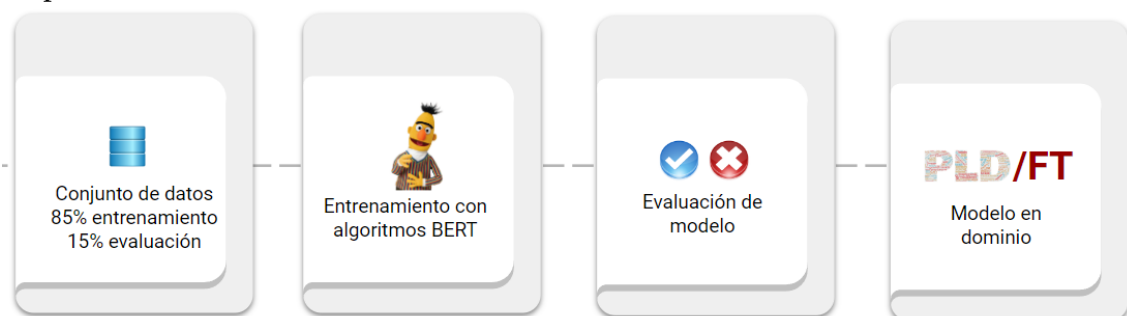 Conjunto de datos
85% entrenamiento
15% evaluación
Entrenamiento con
algoritmos BERT
Evaluación de
modelo
PLD/FT
Modelo en
dominio